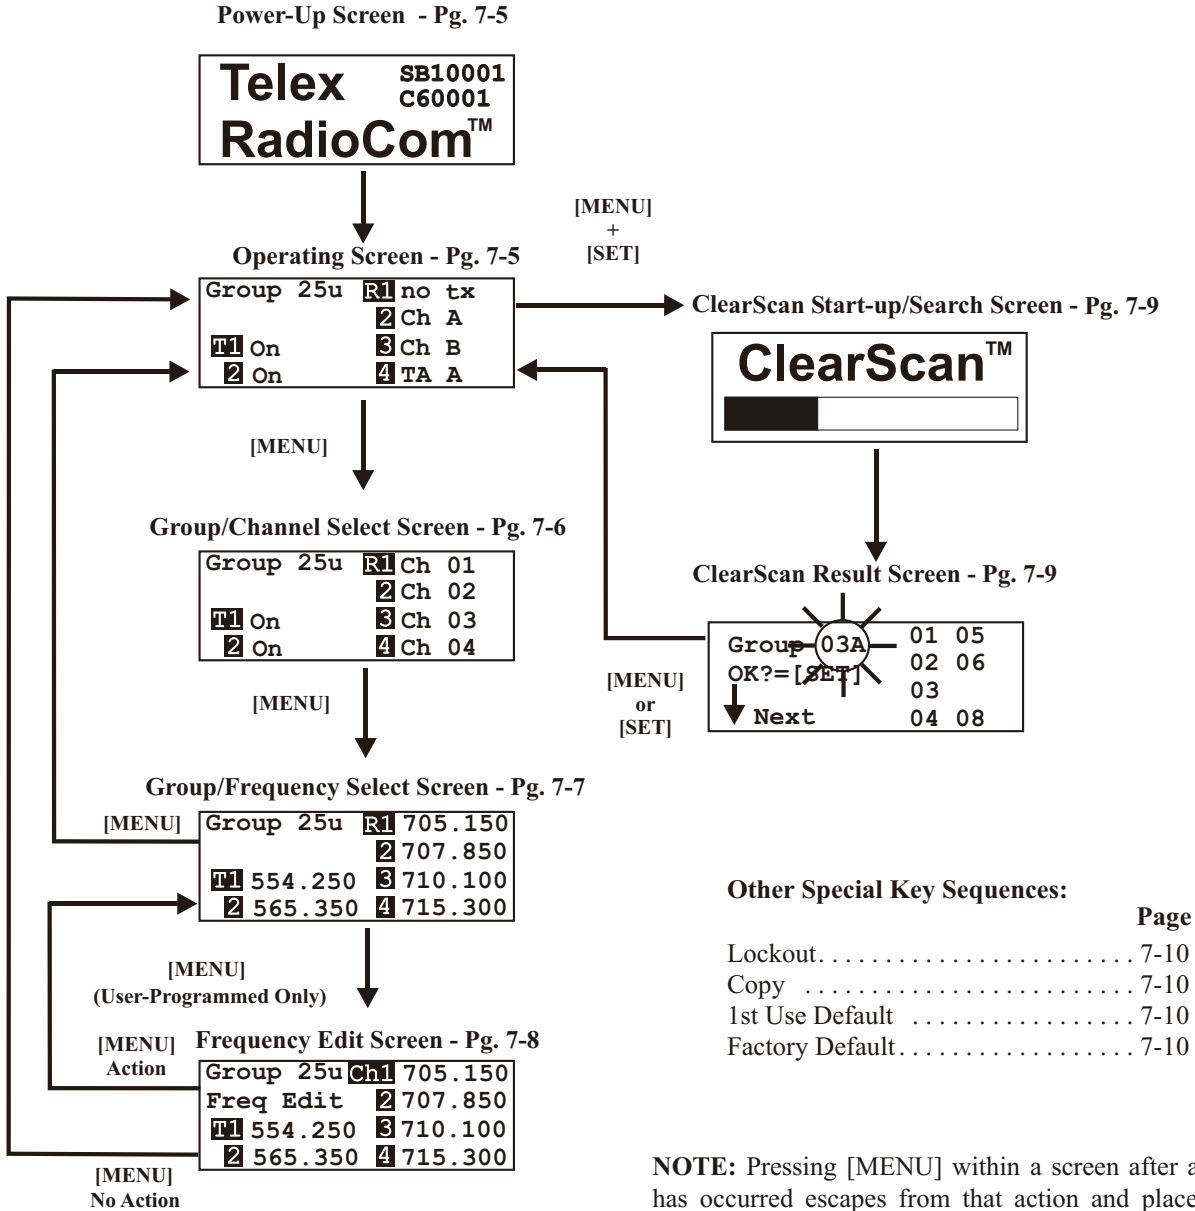 Power-Up Screen - Pg. 7-5
Telex SB10001
C60001
RadioCom™
[MENU]
+
[SET]
Operating Screen - Pg. 7-5
Group 25u R1 no tx
2 Ch A
T1 On 3 Ch B
2 On 4 TA A
ClearScan Start-up/Search Screen - Pg. 7-9
ClearScan™
[MENU]
Group/Channel Select Screen - Pg. 7-6
Group 25u R1 Ch 01
2 Ch 02
T1 On 3 Ch 03
2 On 4 Ch 04
ClearScan Result Screen - Pg. 7-9
Group 03A 01 05
OK?=[SET] 02 06
03
Next 04 08
[MENU]
or
[SET]
[MENU]
Group/Frequency Select Screen - Pg. 7-7
[MENU]
Group 25u R1 705.150
2 707.850
T1 554.250 3 710.100
2 565.350 4 715.300
[MENU]
(User-Programmed Only)
[MENU]
Action
Frequency Edit Screen - Pg. 7-8
Group 25u Ch1 705.150
Freq Edit 2 707.850
T1 554.250 3 710.100
2 565.350 4 715.300
[MENU]
No Action
Other Special Key Sequences:
Page
Lockout. . . . . . . . . . . . . . . . . . . . . . . . 7-10
Copy . . . . . . . . . . . . . . . . . . . . . . . . . 7-10
1st Use Default . . . . . . . . . . . . . . . . . 7-10
Factory Default. . . . . . . . . . . . . . . . . . 7-10
NOTE: Pressing [MENU] within a screen after a
has occurred escapes from that action and place